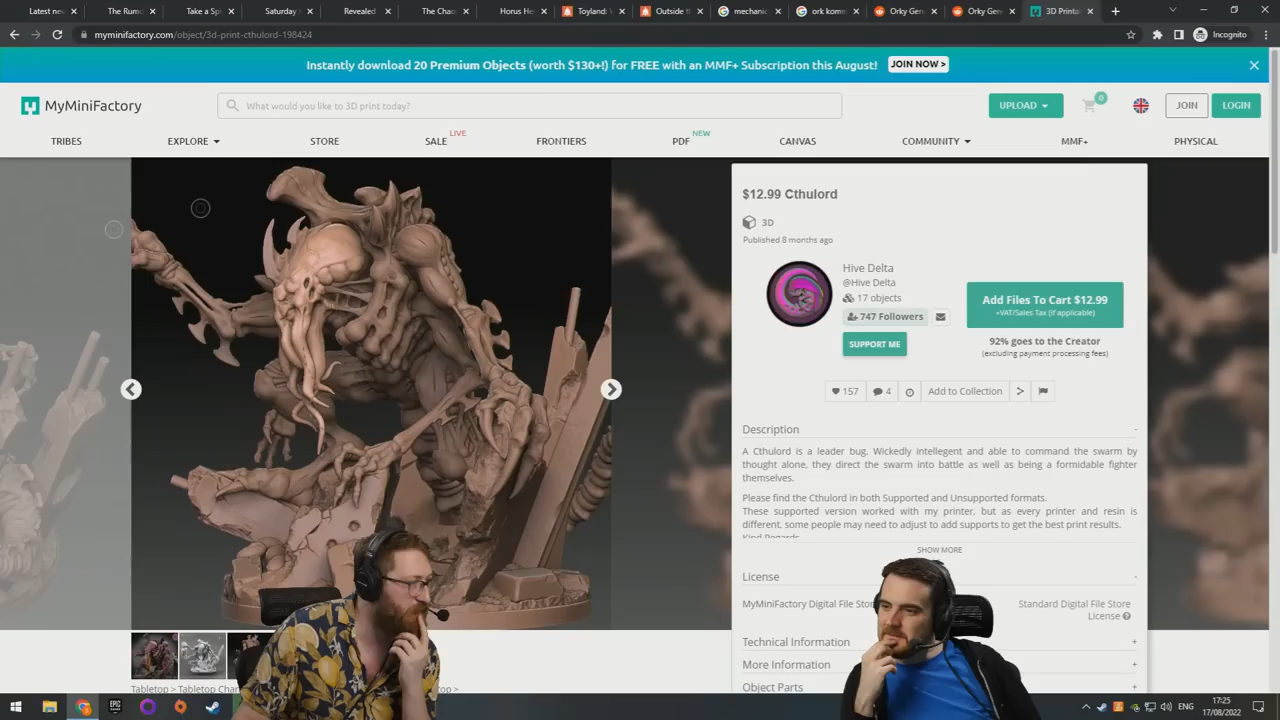 Latest new
The Rumo
Take a Sp
Saturday N
Revealed
The Chao
Horus He
Toyland:
Outside t
mechanic
ork komm
Orky Gen
Orky Gen
3D Print
myminifactory.com/object/3d-print-cthulord-198424
Incognito
Instantly download 20 Premium Objects (worth $130+!) for FREE with an MMF+ Subscription this August!
JOIN NOW >
MyMiniFactory
What would you like to 3D print today?
UPLOAD
0
JOIN
LOGIN
TRIBES
EXPLORE
STORE
SALE LIVE
FRONTIERS
PDF NEW
CANVAS
COMMUNITY
MMF+
PHYSICAL
$12.99 Cthulord
3D
Published 8 months ago
Hive Delta
@Hive Delta
17 objects
747 Followers
SUPPORT ME
Add Files To Cart $12.99
+VAT/Sales Tax (if applicable)
92% goes to the Creator
(excluding payment processing fees)
157
4
Add to Collection
Description
A Cthulord is a leader bug. Wickedly intellegent and able to command the swarm by
thought alone, they direct the swarm into battle as well as being a formidable fighter
themselves.
Please find the Cthulord in both Supported and Unsupported formats.
These supported version worked with my printer, but as every printer and resin is
different, some people may need to adjust to add supports to get the best print results.
Kind Regards
SHOW MORE
License
MyMiniFactory Digital File Stor
Standard Digital File Store
License
Technical Information
More Information
Object Parts
Tabletop > Tabletop Char
ENG
17:25
17/08/2022